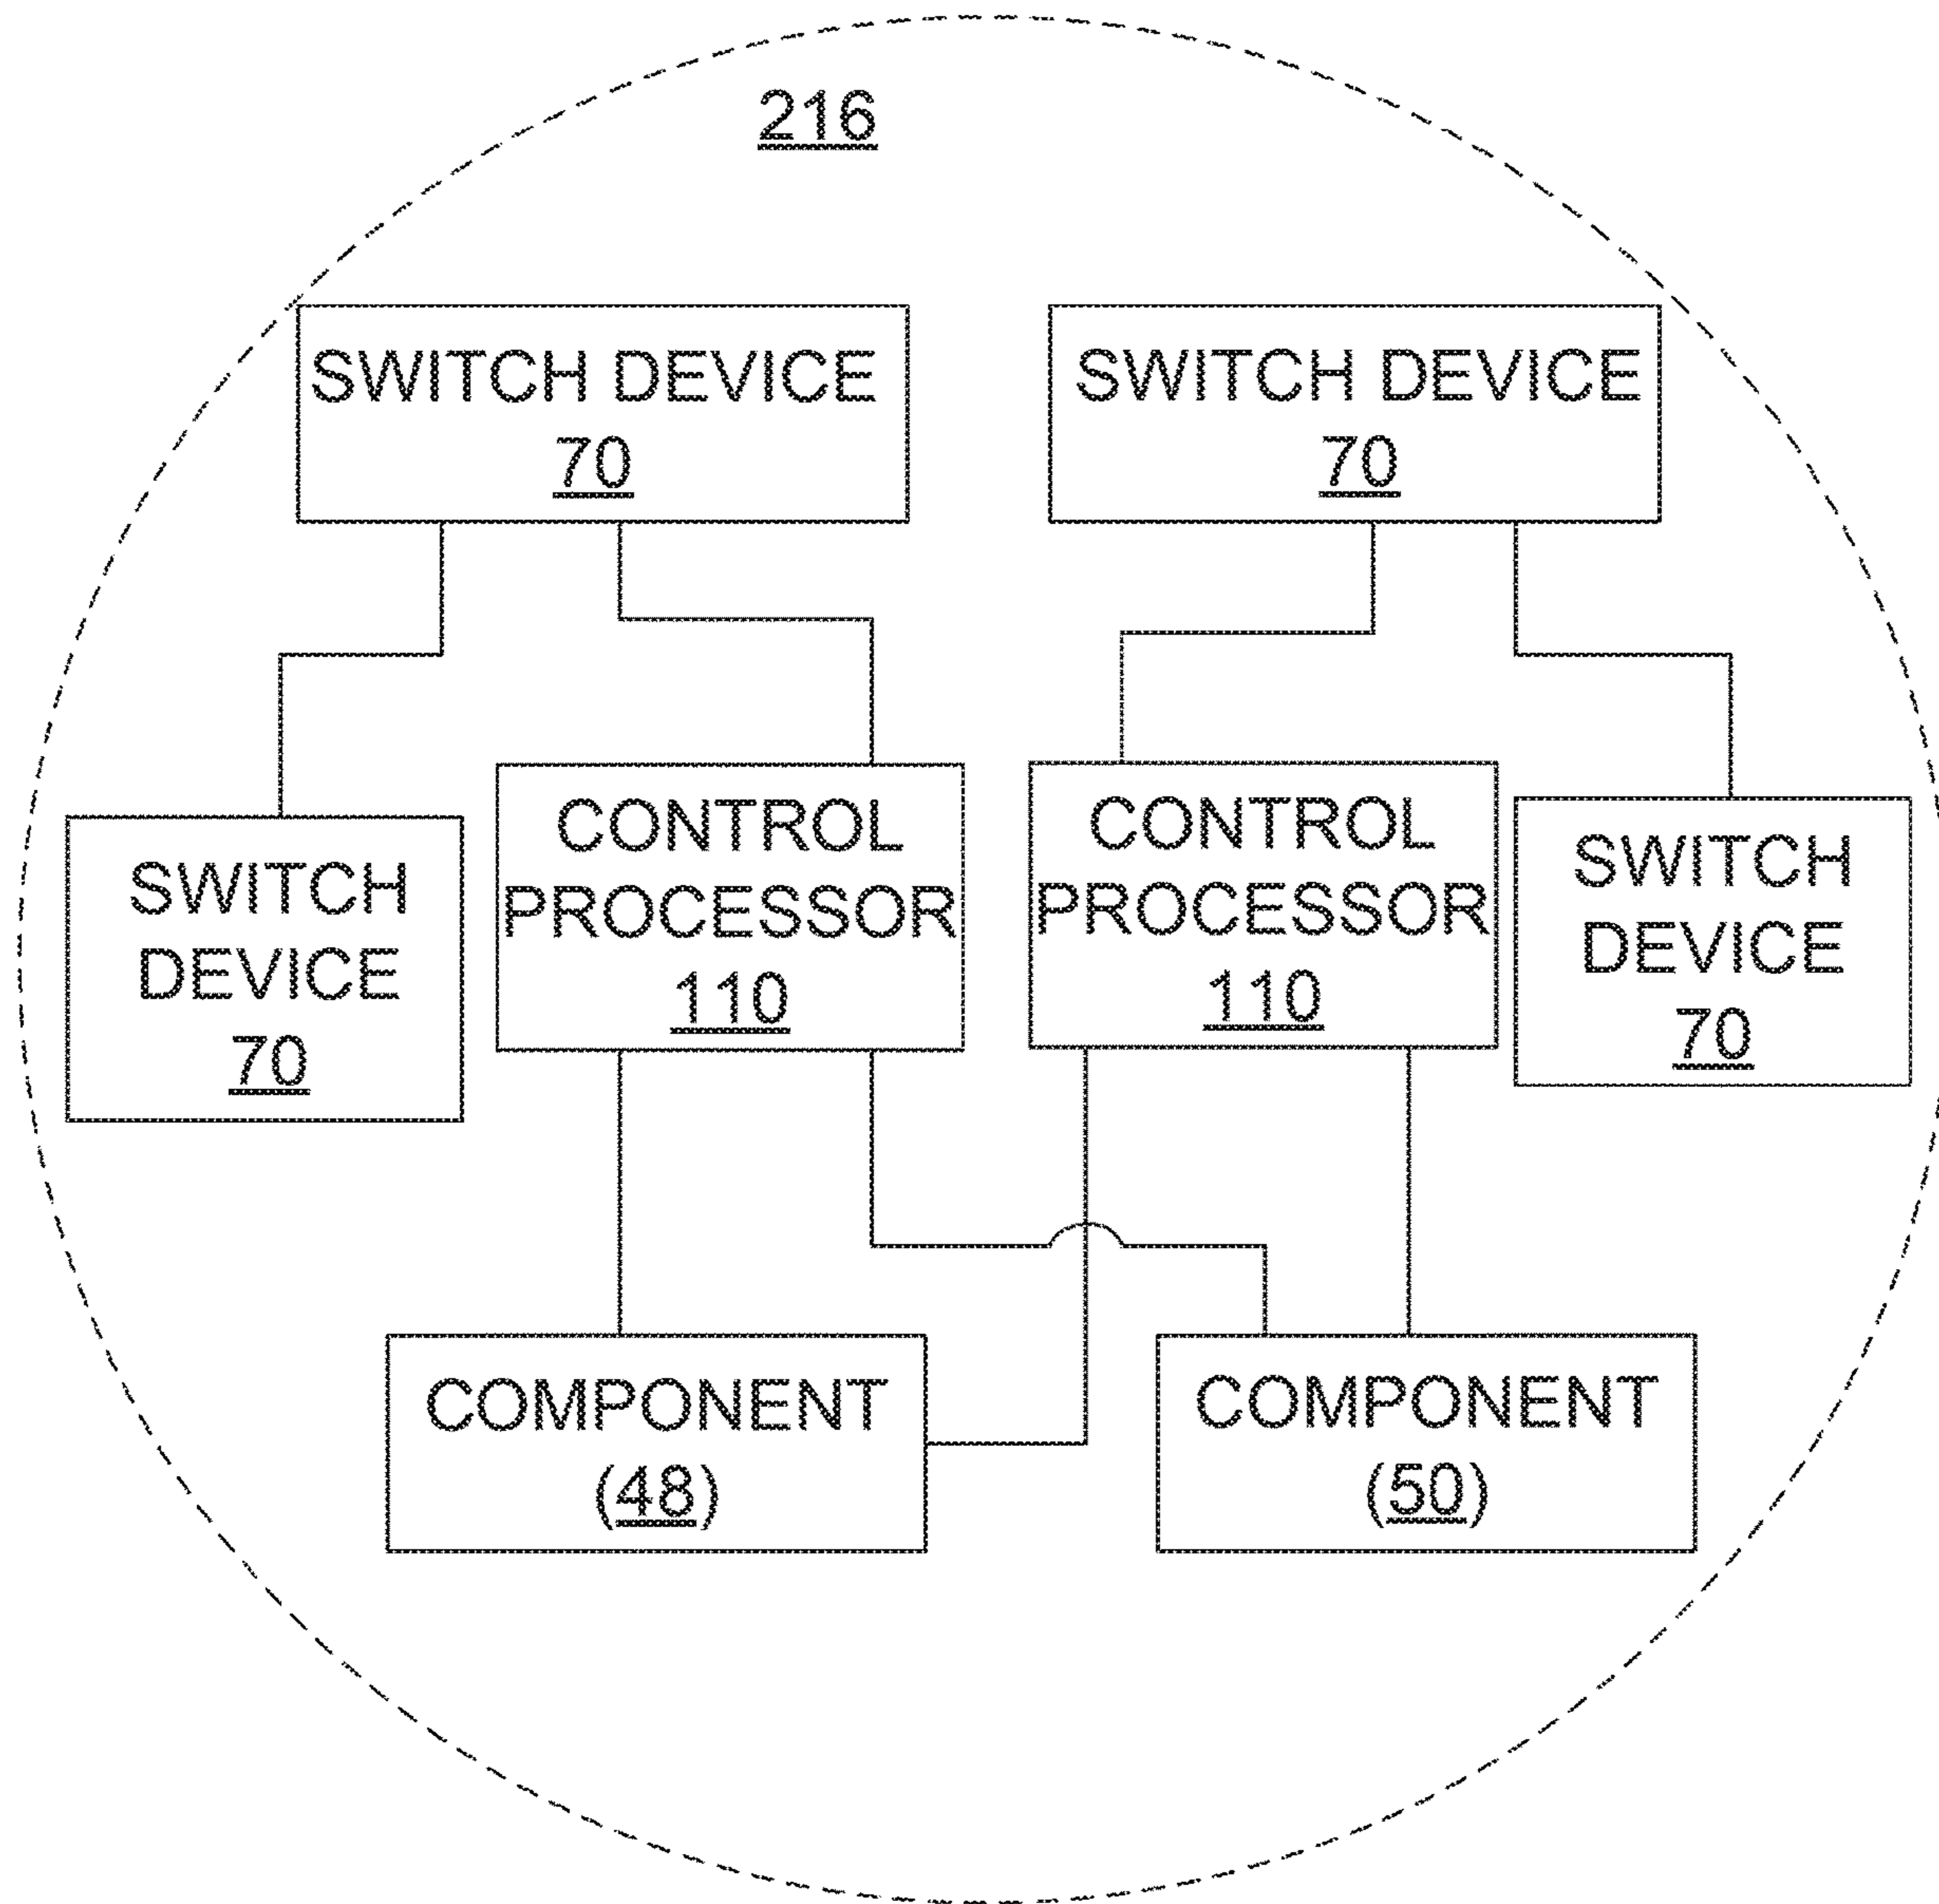 216
SWITCH DEVICE
70
SWITCH DEVICE
70
SWITCH
DEVICE
70
CONTROL
PROCESSOR
110
CONTROL
PROCESSOR
110
SWITCH
DEVICE
70
COMPONENT
(48)
COMPONENT
(50)